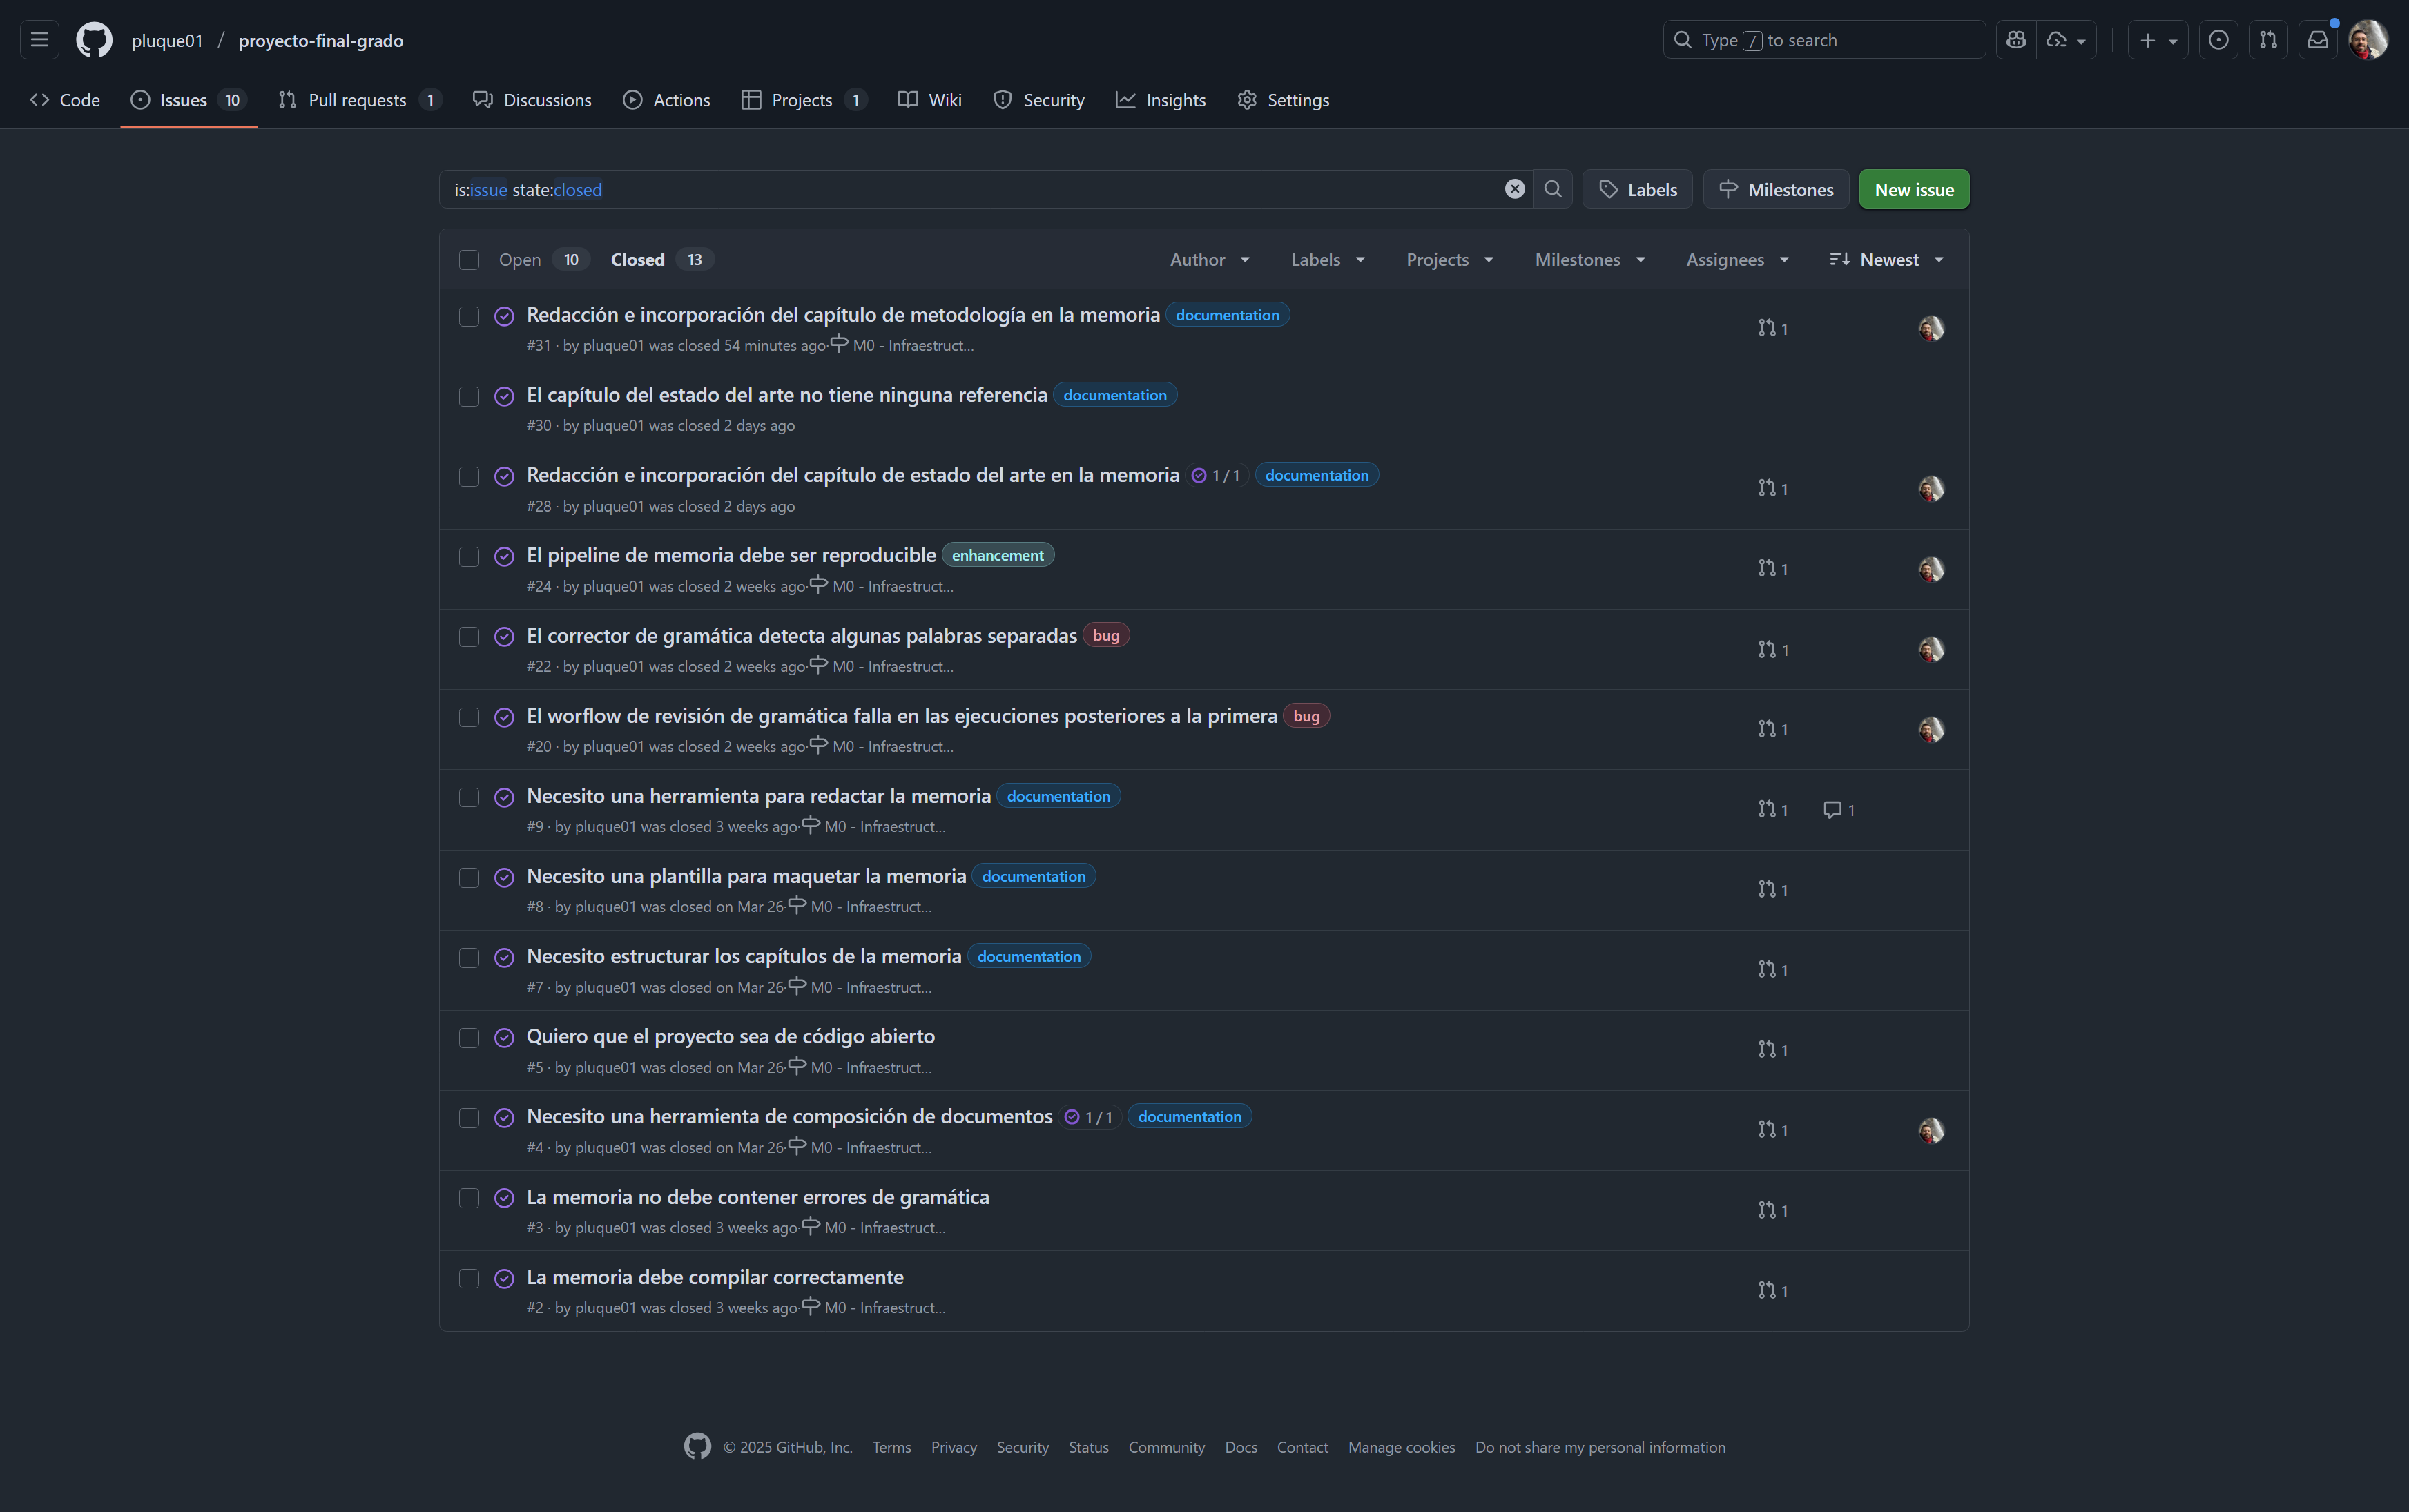 pluque01 / proyecto-final-grado
Type / to search
Code Issues 10 Pull requests 1 Discussions Actions Projects 1 Wiki Security Insights Settings
is:issue state:closed
Labels Milestones New issue
Open 10 Closed 13 Author Labels Projects Milestones Assignees Newest
Redacción e incorporación del capítulo de metodología en la memoria documentation
#31 · by pluque01 was closed 54 minutes ago · M0 - Infraestruct...
1
El capítulo del estado del arte no tiene ninguna referencia documentation
#30 · by pluque01 was closed 2 days ago
Redacción e incorporación del capítulo de estado del arte en la memoria 1 / 1 documentation
#28 · by pluque01 was closed 2 days ago
1
El pipeline de memoria debe ser reproducible enhancement
#24 · by pluque01 was closed 2 weeks ago · M0 - Infraestruct...
1
El corrector de gramática detecta algunas palabras separadas bug
#22 · by pluque01 was closed 2 weeks ago · M0 - Infraestruct...
1
El worflow de revisión de gramática falla en las ejecuciones posteriores a la primera bug
#20 · by pluque01 was closed 2 weeks ago · M0 - Infraestruct...
1
Necesito una herramienta para redactar la memoria documentation
#9 · by pluque01 was closed 3 weeks ago · M0 - Infraestruct...
1 1
Necesito una plantilla para maquetar la memoria documentation
#8 · by pluque01 was closed on Mar 26 · M0 - Infraestruct...
1
Necesito estructurar los capítulos de la memoria documentation
#7 · by pluque01 was closed on Mar 26 · M0 - Infraestruct...
1
Quiero que el proyecto sea de código abierto
#5 · by pluque01 was closed on Mar 26 · M0 - Infraestruct...
1
Necesito una herramienta de composición de documentos 1 / 1 documentation
#4 · by pluque01 was closed on Mar 26 · M0 - Infraestruct...
1
La memoria no debe contener errores de gramática
#3 · by pluque01 was closed 3 weeks ago · M0 - Infraestruct...
1
La memoria debe compilar correctamente
#2 · by pluque01 was closed 3 weeks ago · M0 - Infraestruct...
1
© 2025 GitHub, Inc. Terms Privacy Security Status Community Docs Contact Manage cookies Do not share my personal information